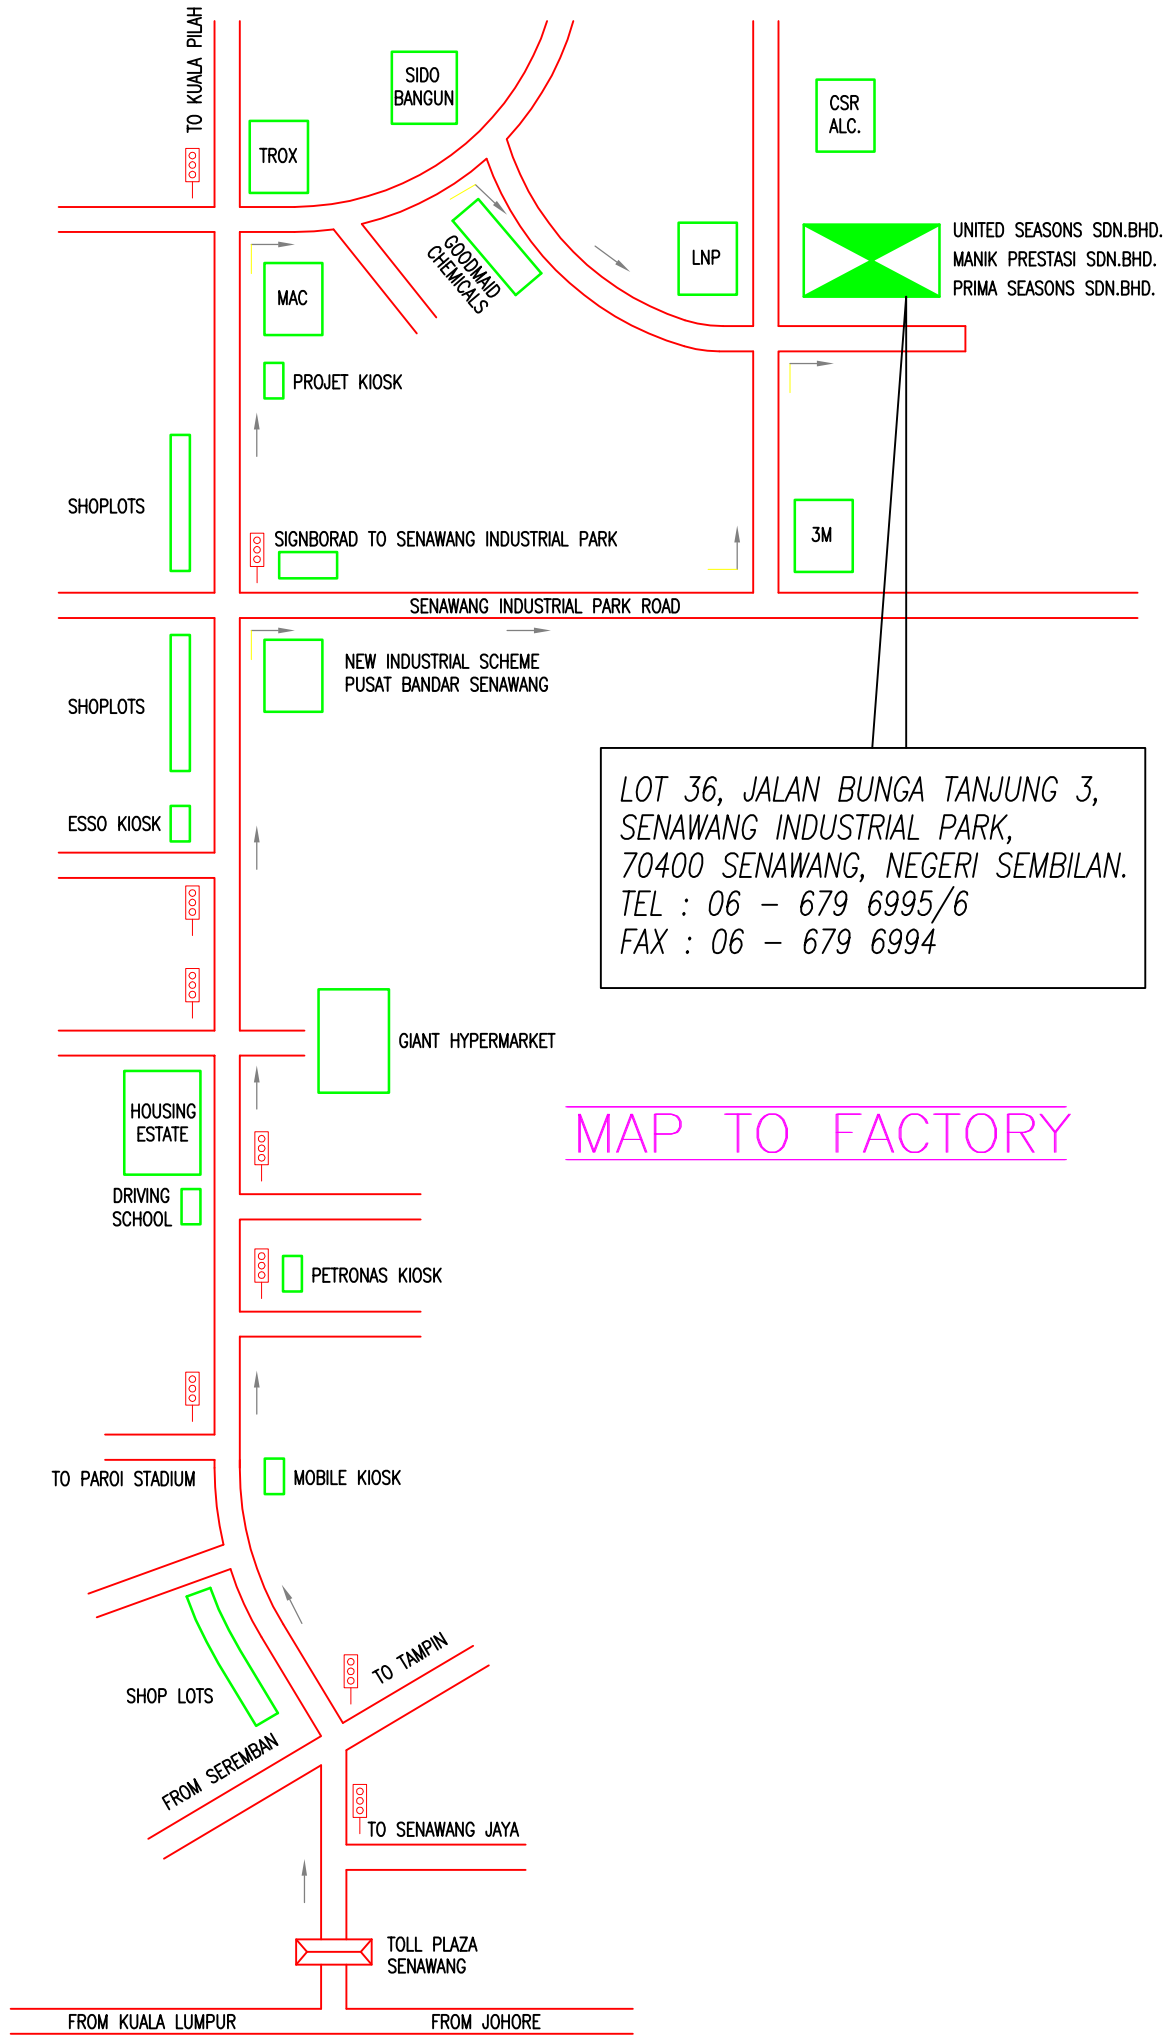 TO KUALA PILAH
SIDO
BANGUN
CSR
ALC.
TROX
GOODMAID
CHEMICALS
LNP
UNITED SEASONS SDN.BHD.
MANIK PRESTASI SDN.BHD.
PRIMA SEASONS SDN.BHD.
MAC
PROJET KIOSK
SHOPLOTS
SIGNBORAD TO SENAWANG INDUSTRIAL PARK
3M
SENAWANG INDUSTRIAL PARK ROAD
NEW INDUSTRIAL SCHEME
PUSAT BANDAR SENAWANG
SHOPLOTS
ESSO KIOSK
LOT 36, JALAN BUNGA TANJUNG 3,
SENAWANG INDUSTRIAL PARK,
70400 SENAWANG, NEGERI SEMBILAN.
TEL : 06 - 679 6995/6
FAX : 06 - 679 6994
GIANT HYPERMARKET
MAP TO FACTORY
HOUSING
ESTATE
DRIVING
SCHOOL
PETRONAS KIOSK
TO PAROI STADIUM
MOBILE KIOSK
TO TAMPIN
SHOP LOTS
FROM SEREMBAN
TO SENAWANG JAYA
TOLL PLAZA
SENAWANG
FROM KUALA LUMPUR
FROM JOHORE